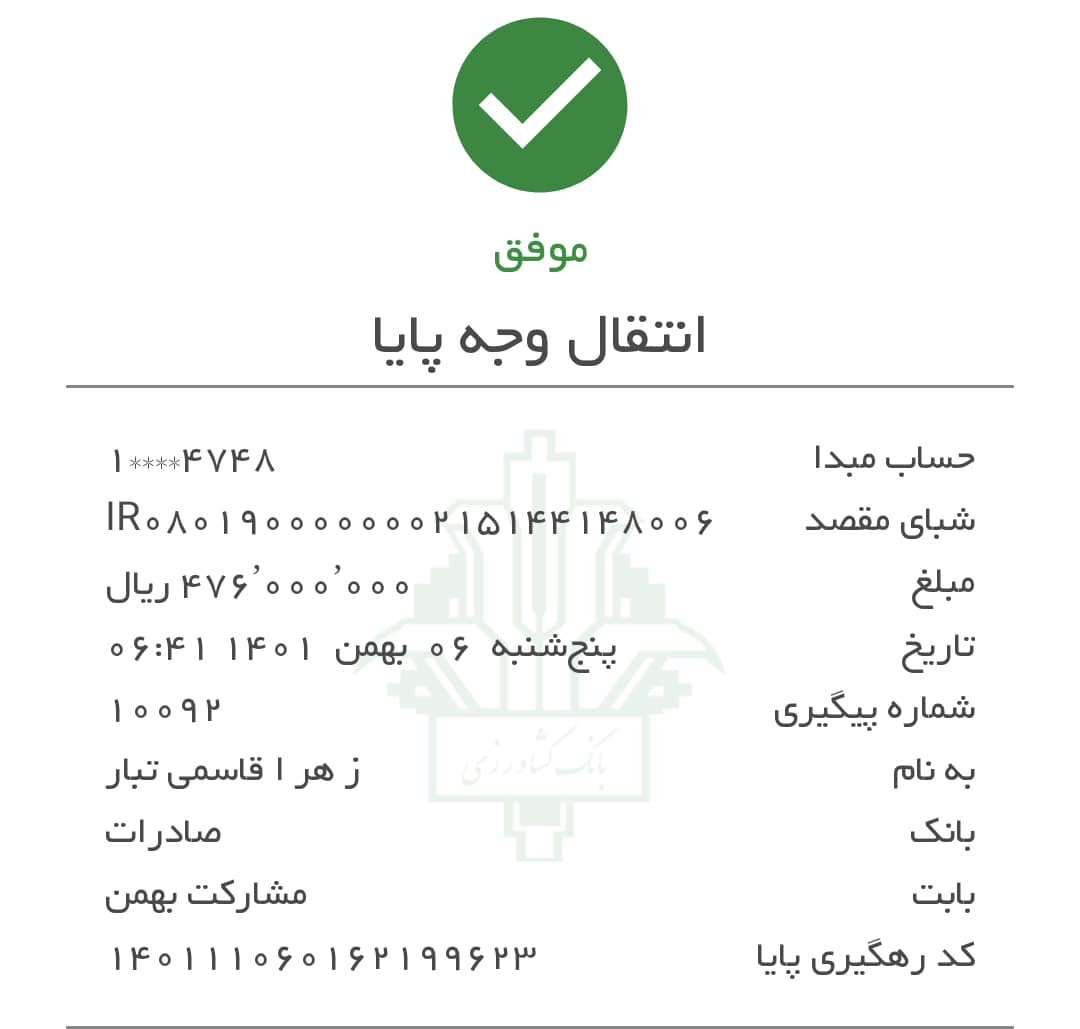 موفق
انتقال وجه پایا
حساب مبدا ۱****۴۷۴۸
شبای مقصد IR۰۸۰۱۹۰۰۰۰۰۰۰۰۲۱۵۱۴۴۱۴۸۰۰۶
مبلغ ۴۷۶٬۰۰۰٬۰۰۰ ریال
تاریخ پنج‌شنبه ۰۶ بهمن ۱۴۰۱ ۰۶:۴۱
شماره پیگیری ۱۰۰۹۲
به نام ز هر ا قاسمی تبار
بانک کشاورزی
بانک صادرات
بابت مشارکت بهمن
کد رهگیری پایا ۱۴۰۱۱۱۰۶۰۱۶۲۱۹۹۶۲۳